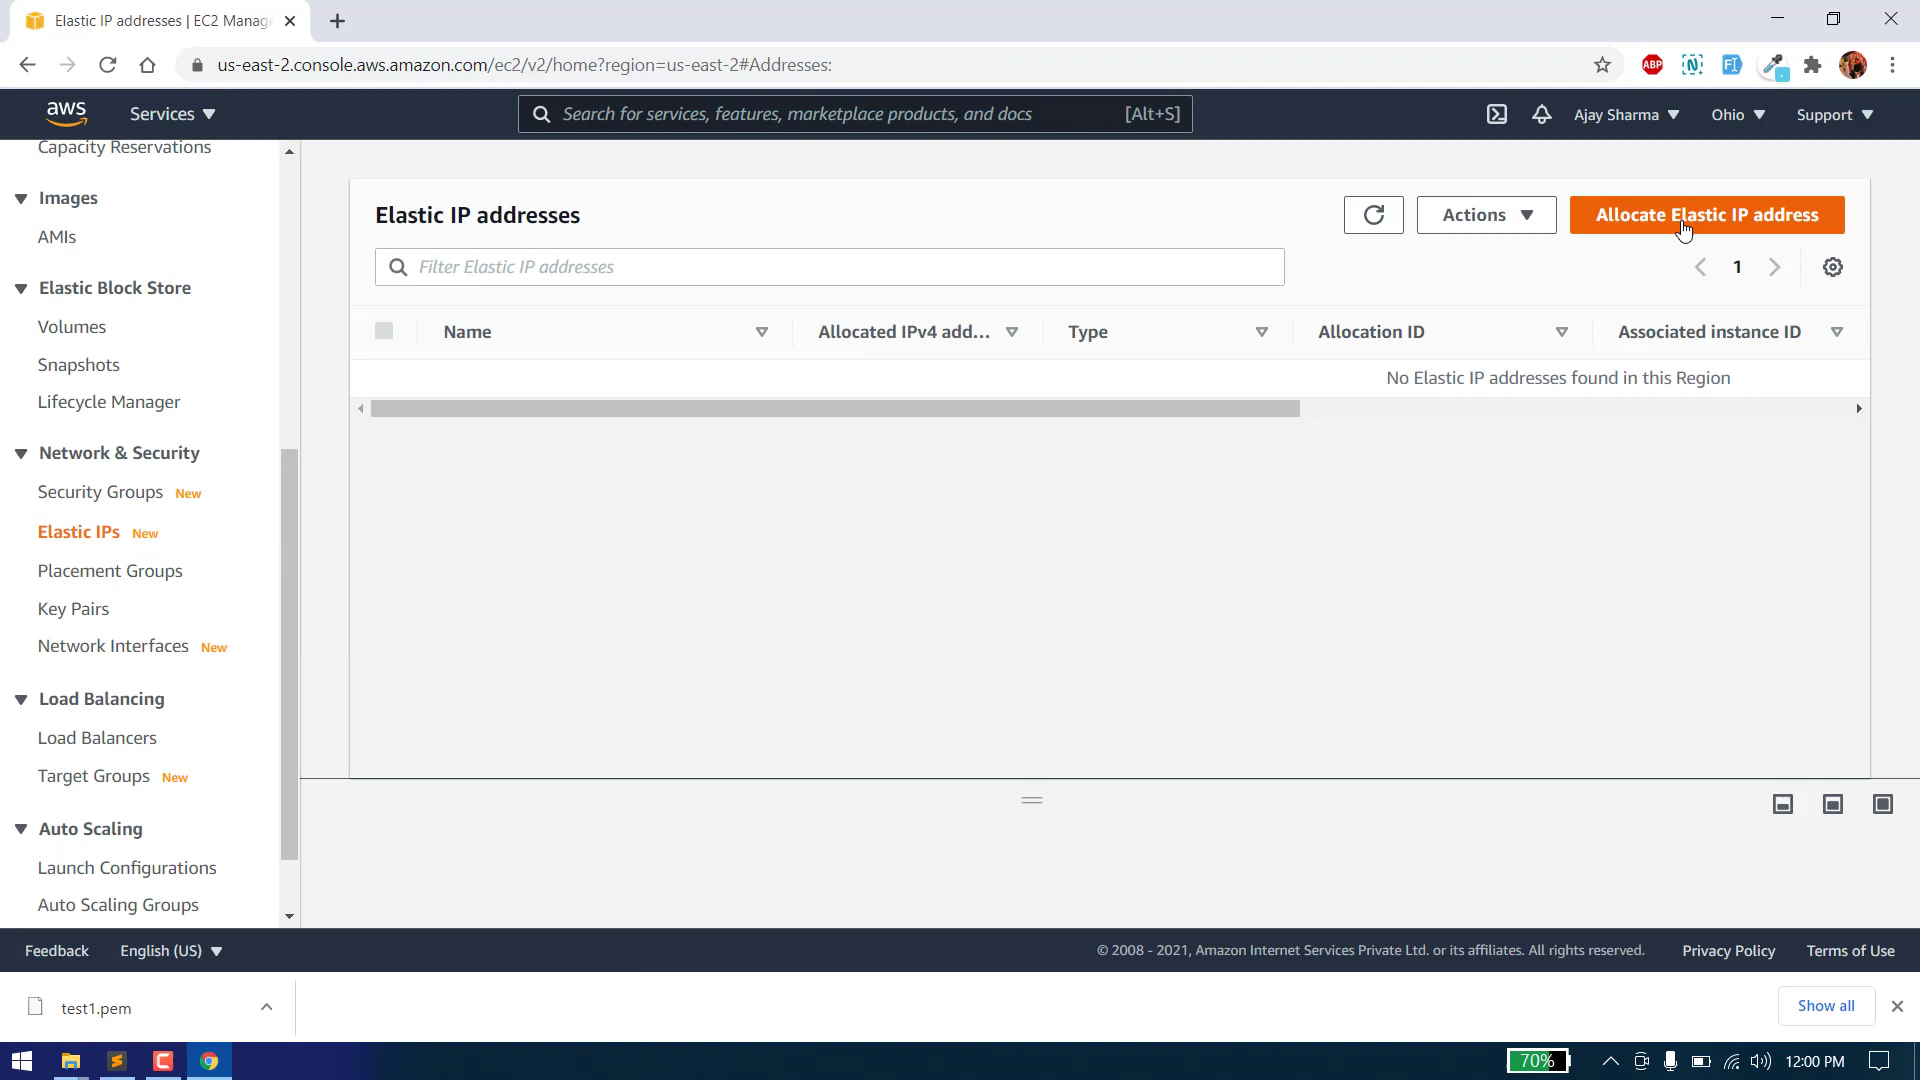 Elastic IP addresses | EC2 Manag
us-east-2.console.aws.amazon.com/ec2/v2/home?region=us-east-2#Addresses:
ABP
aws
Services
Search for services, features, marketplace products, and docs
[Alt+S]
Ajay Sharma
Ohio
Support
Capacity Reservations
Images
AMIs
Elastic Block Store
Volumes
Snapshots
Lifecycle Manager
Network & Security
Security Groups New
Elastic IPs New
Placement Groups
Key Pairs
Network Interfaces New
Load Balancing
Load Balancers
Target Groups New
Auto Scaling
Launch Configurations
Auto Scaling Groups
Elastic IP addresses
Actions
Allocate Elastic IP address
Filter Elastic IP addresses
1
Name
Allocated IPv4 add...
Type
Allocation ID
Associated instance ID
No Elastic IP addresses found in this Region
Feedback
English (US)
© 2008 - 2021, Amazon Internet Services Private Ltd. or its affiliates. All rights reserved.
Privacy Policy
Terms of Use
test1.pem
Show all
70%
12:00 PM